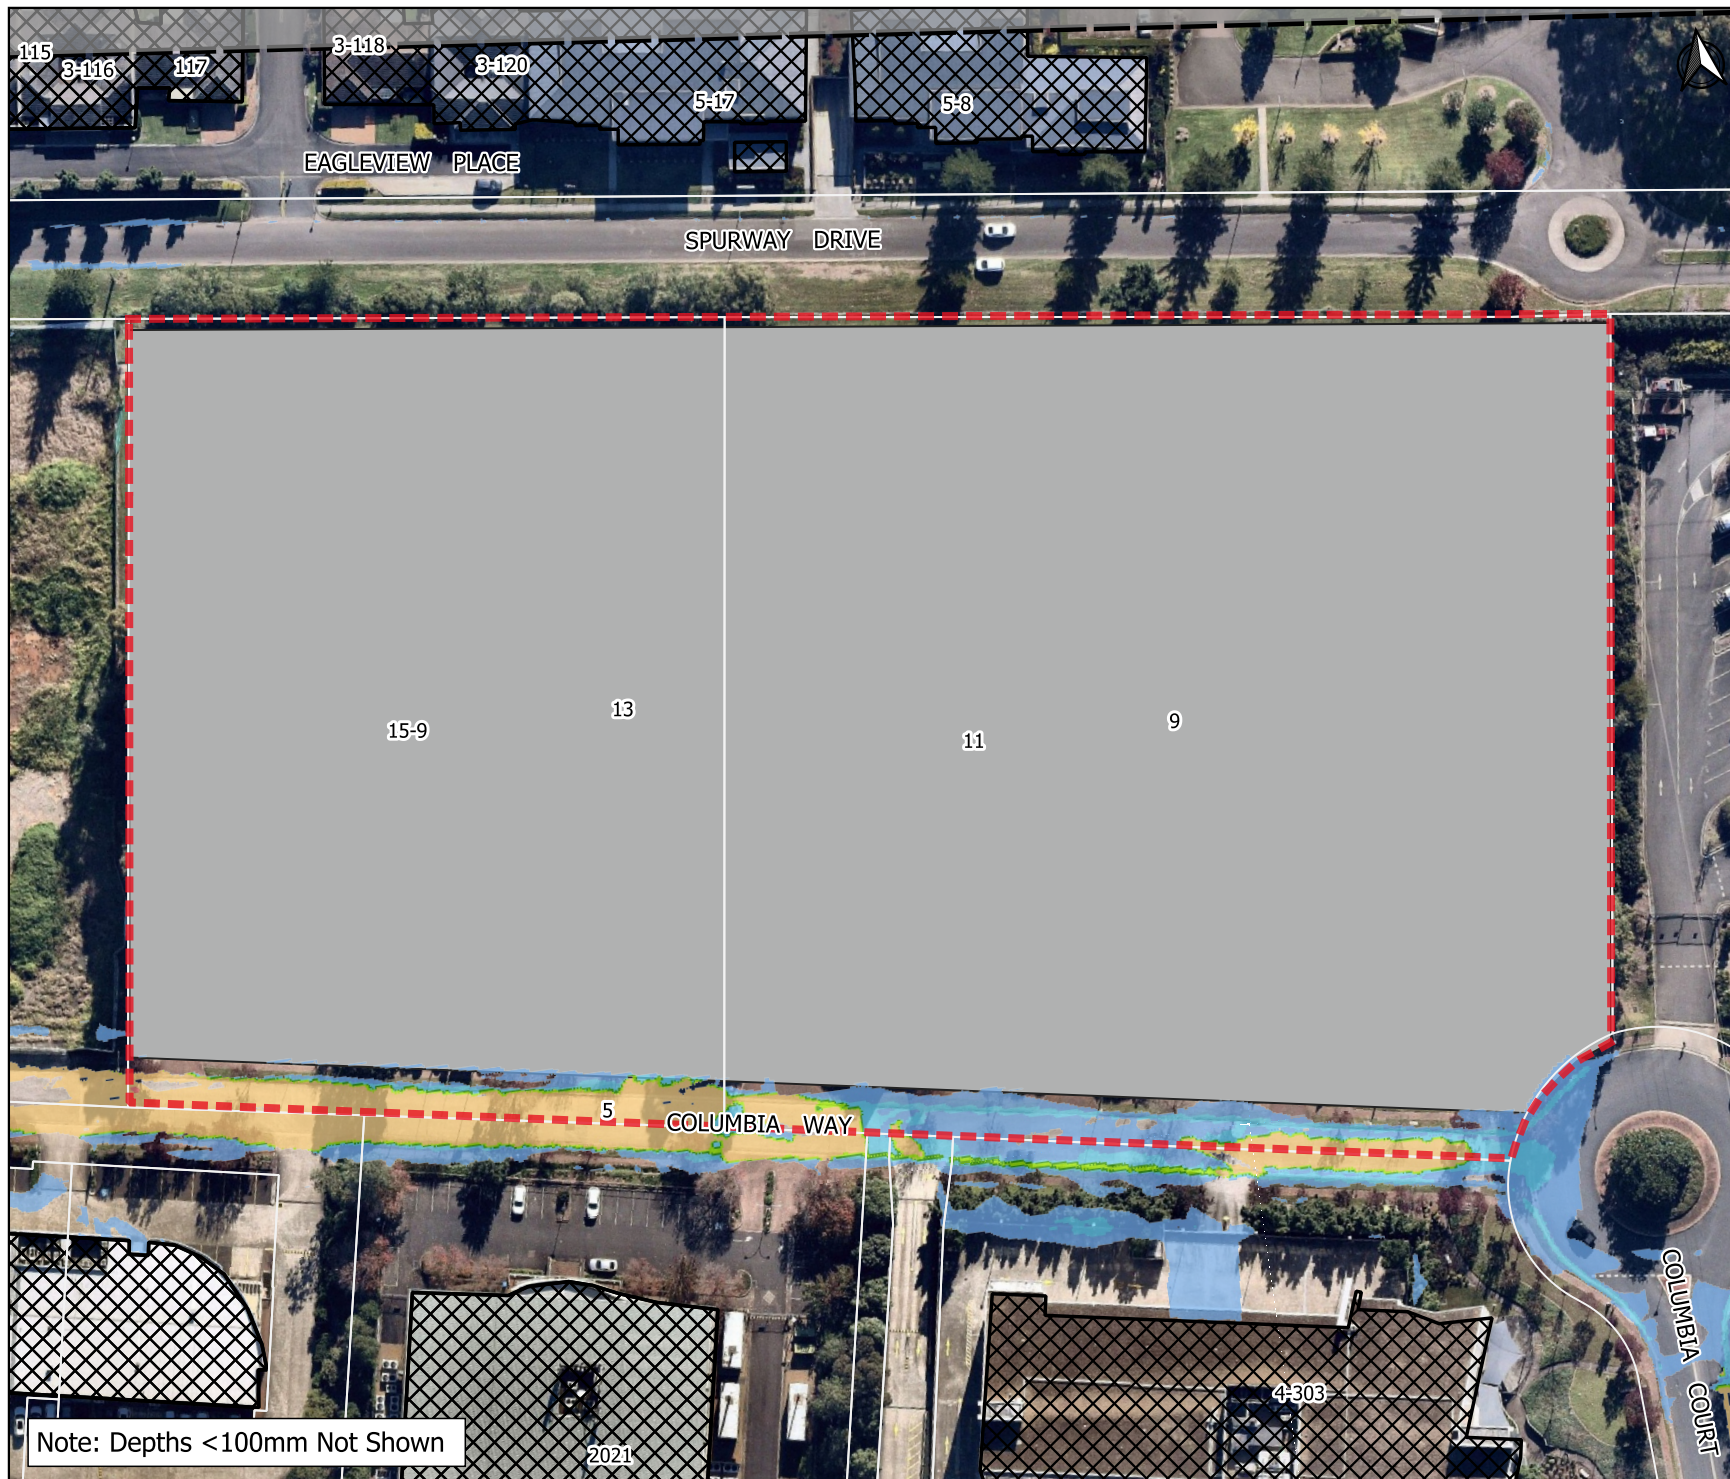 115
3-116
117
3-118
3-120
5-17
5-8
EAGLEVIEW PLACE
SPURWAY DRIVE
15-9
13
11
9
5
COLUMBIA WAY
COLUMBIA COURT
4-303
2021
Note: Depths <100mm Not Shown